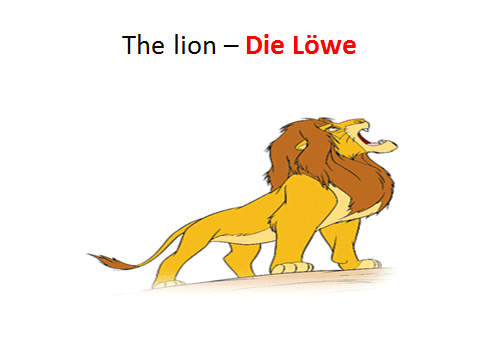 The lion – Die Löwe